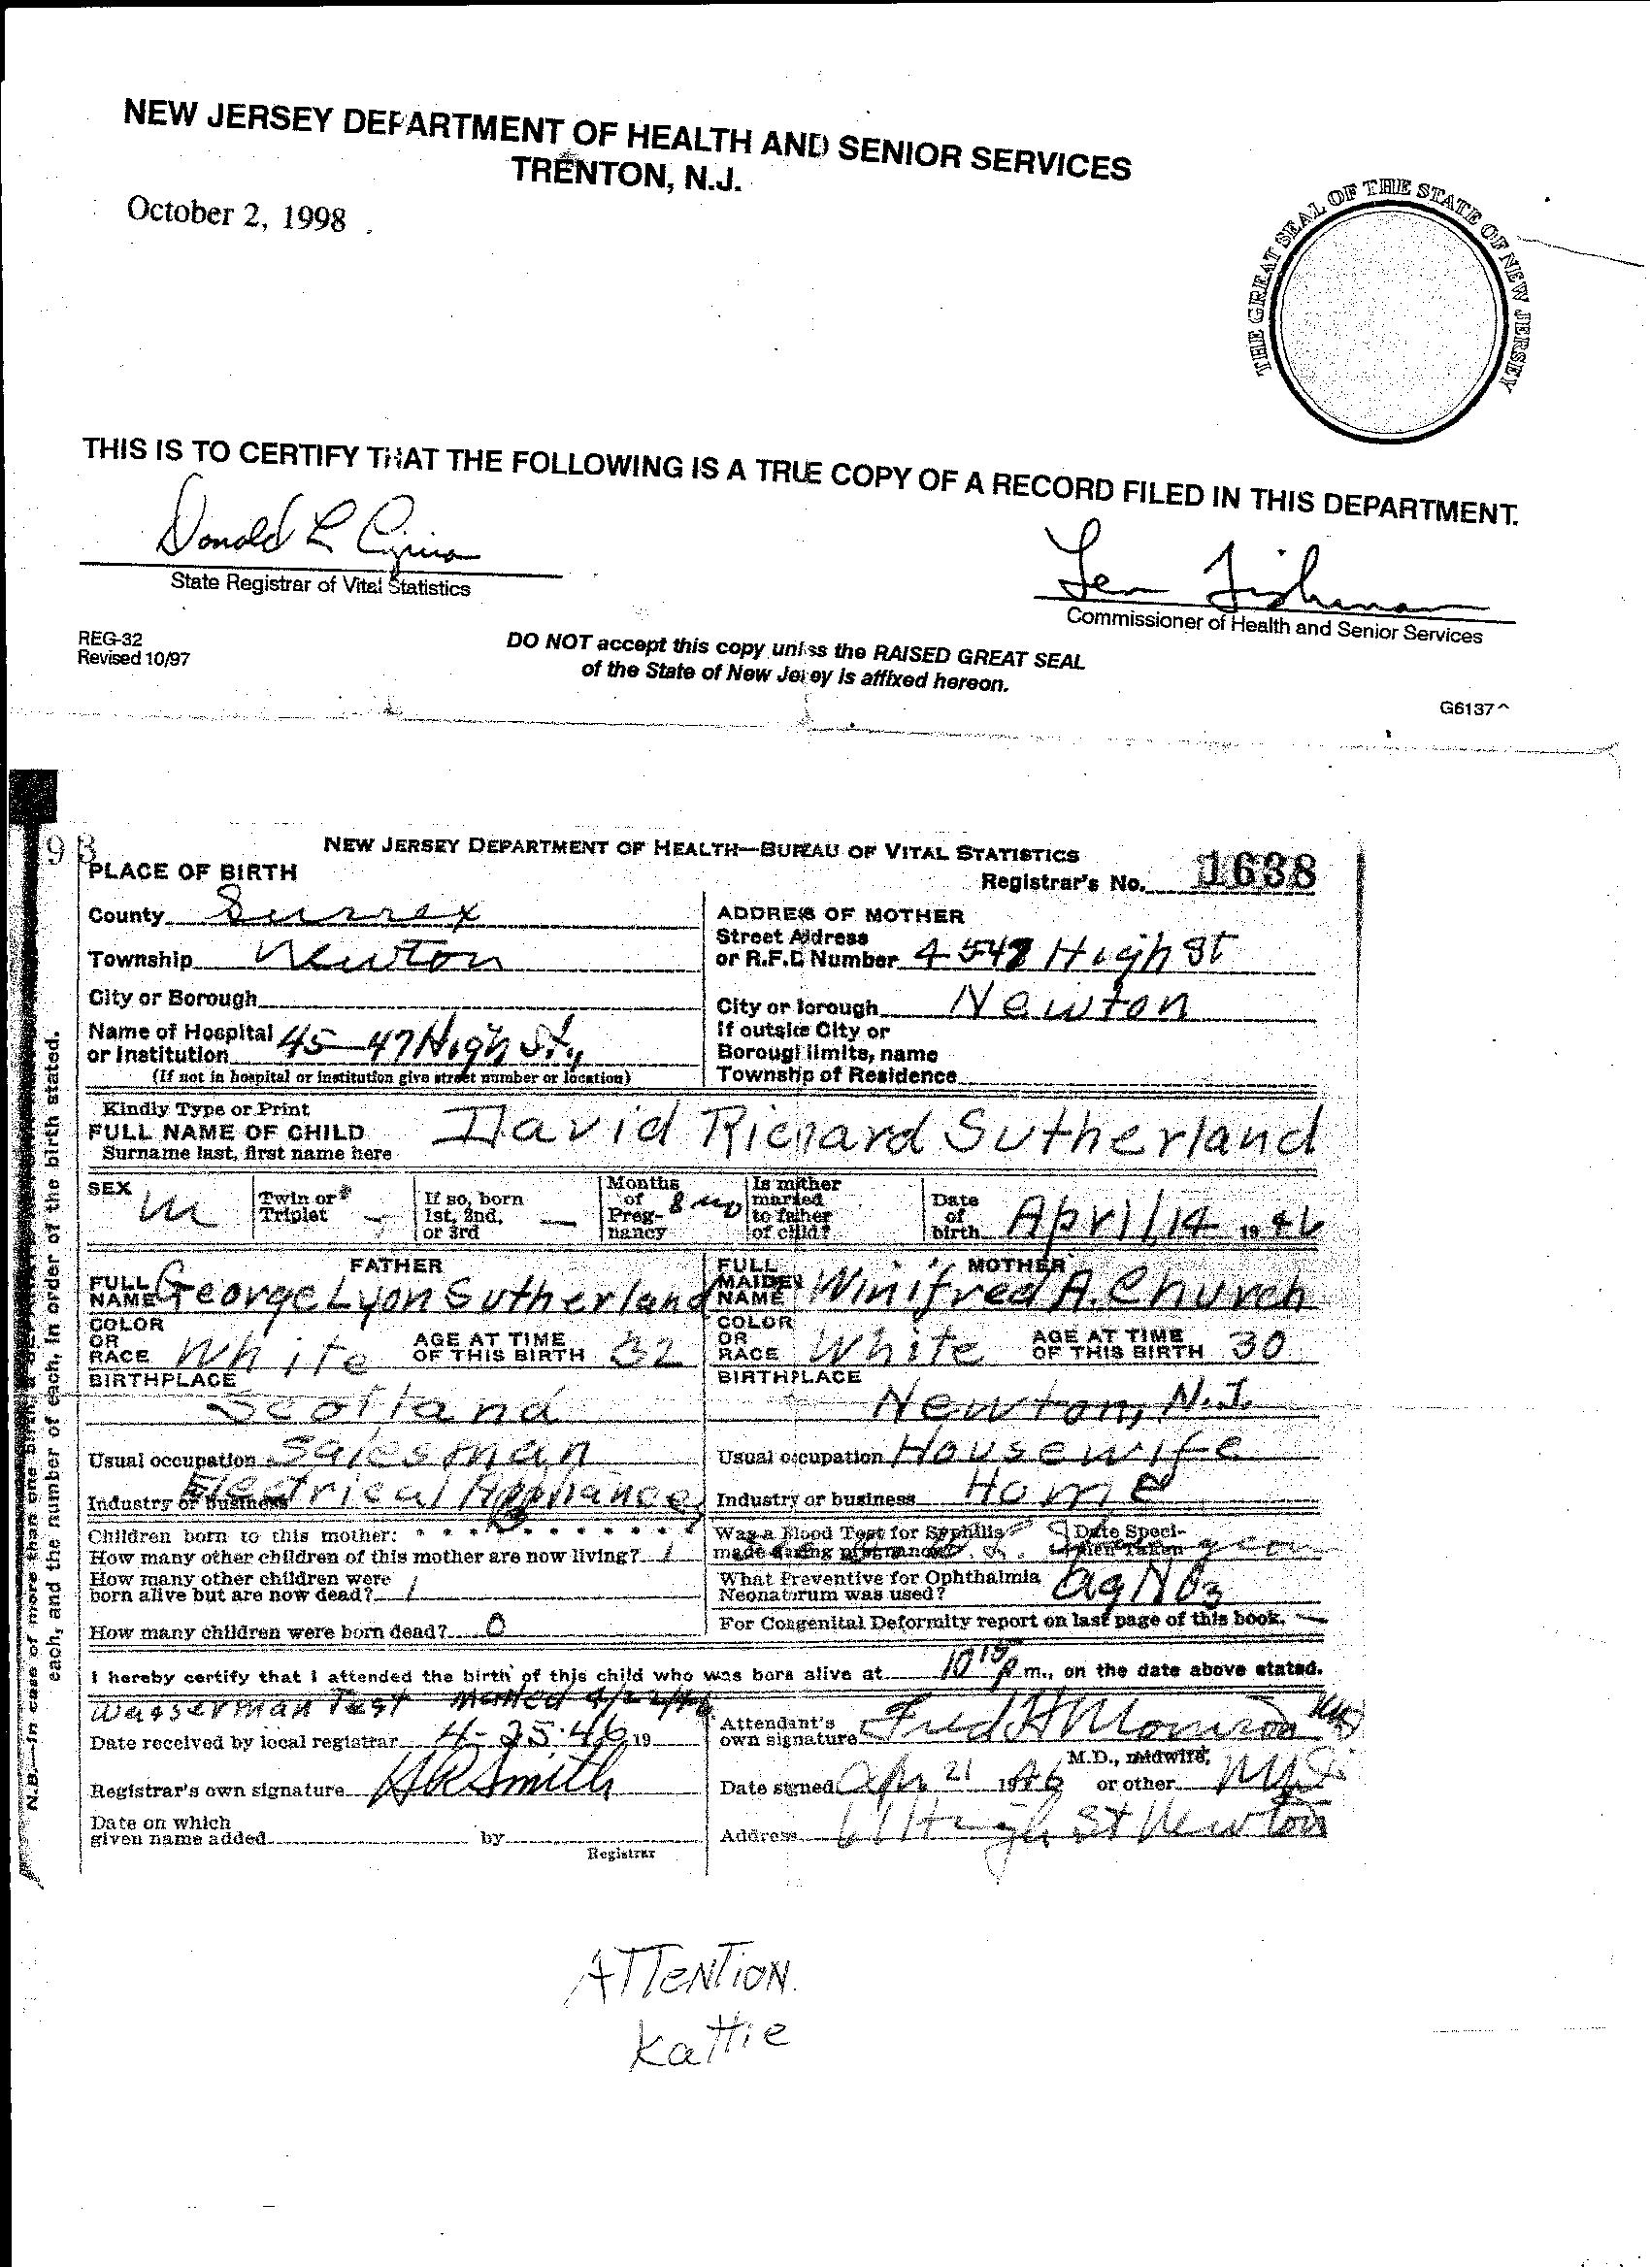 NEW JERSEY DEPARTMENT OF HEALTH AND SENIOR SERVICES
TRENTON, N.J.
October 2, 1998
THE GREAT SEAL OF THE STATE OF NEW JERSEY
THIS IS TO CERTIFY THAT THE FOLLOWING IS A TRUE COPY OF A RECORD FILED IN THIS DEPARTMENT.
Donald L
State Registrar of Vital Statistics
Len Fishman
Commissioner of Health and Senior Services
REG-32
Revised 10/97
DO NOT accept this copy unless the RAISED GREAT SEAL
of the State of New Jersey is affixed hereon.
G6137
NEW JERSEY DEPARTMENT OF HEALTH—BUREAU OF VITAL STATISTICS
PLACE OF BIRTH
Registrar's No. 1638
County Sussex
Township Newton
City or Borough
Name of Hospital
or Institution 45-47 High St.,
(If not in hospital or institution give street number or location)
ADDRESS OF MOTHER
Street Address
or R.F.D. Number High St
City or Borough Newton
If outside City or
Borough limits, name
Township of Residence
Kindly Type or Print
FULL NAME OF CHILD David Richard Sutherland
Surname last, first name here
SEX M
Twin or Triplet —
If so, born 1st, 2nd, or 3rd —
Months of Pregnancy 8 mo
Is mother married to father of child?
Date of birth April 14 1946
FATHER
FULL NAME George Lyon Sutherland
COLOR OR RACE White
AGE AT TIME OF THIS BIRTH 32
BIRTHPLACE
Scotland
Usual occupation Salesman
Industry or business Electrical Appliances
MOTHER
FULL MAIDEN NAME Winifred A. Church
COLOR OR RACE White
AGE AT TIME OF THIS BIRTH 30
BIRTHPLACE
Newton, N.J.
Usual occupation Housewife
Industry or business Home
Children born to this mother:
How many other children of this mother are now living? 1
How many other children were
born alive but are now dead? 1
How many children were born dead? 0
Was a Blood Test for Syphilis
made during pregnancy?
Date Specimen Taken
What Preventive for Ophthalmia
Neonatorum was used? AgNO3
For Congenital Deformity report on last page of this book.
I hereby certify that I attended the birth of this child who was born alive at 10 15 p m., on the date above stated.
Wasserman Test Mailed 4/22/46
Date received by local registrar 4-25-46 19
Registrar's own signature Smith
Date on which
given name added by
Registrar
Attendant's
own signature Fred H
M.D., midwife,
or other
Date signed Apr 21 1946
Address 61 High St Newton
N.B.—In case of more than one birth
each, and the number of each, in order of the birth stated.
ATTENTION.
Kattie